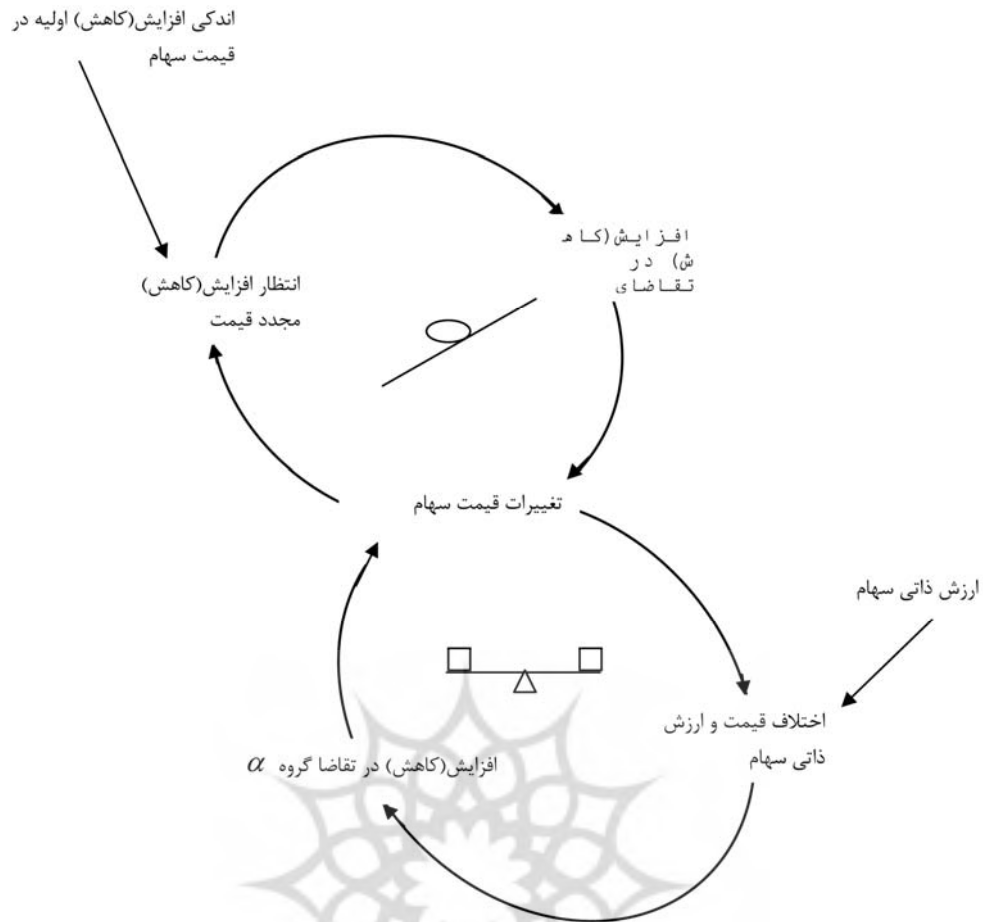 اندکی افزایش(کاهش) اولیه در
قیمت سهام
افزایش(کاه
ش) در
تقاضای
انتظار افزایش(کاهش)
مجدد قیمت
تغییرات قیمت سهام
ارزش ذاتی سهام
اختلاف قیمت و ارزش
ذاتی سهام
افزایش(کاهش) در تقاضا گروه α